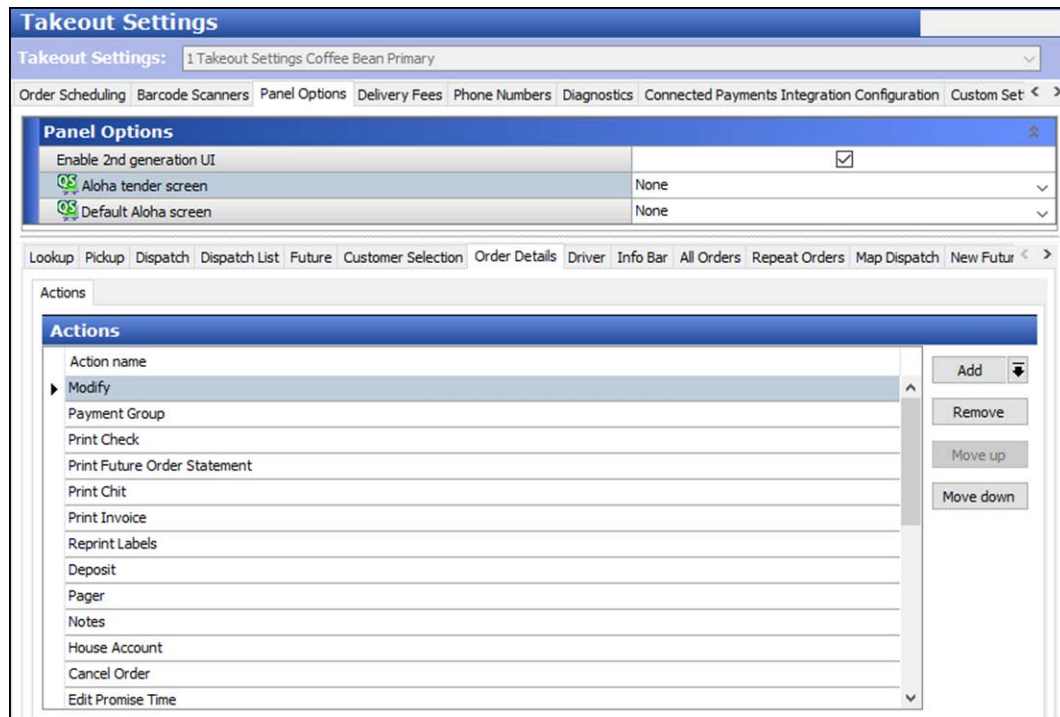 Takeout Settings
Takeout Settings: 1 Takeout Settings Coffee Bean Primary
Order Scheduling Barcode Scanners Panel Options Delivery Fees Phone Numbers Diagnostics Connected Payments Integration Configuration Custom Set
Panel Options
Enable 2nd generation UI
QS Aloha tender screen None
QS Default Aloha screen None
Lookup Pickup Dispatch Dispatch List Future Customer Selection Order Details Driver Info Bar All Orders Repeat Orders Map Dispatch New Futur
Actions
Actions
Action name
Add
Modify
Payment Group
Remove
Print Check
Print Future Order Statement
Move up
Print Chit
Move down
Print Invoice
Reprint Labels
Deposit
Pager
Notes
House Account
Cancel Order
Edit Promise Time